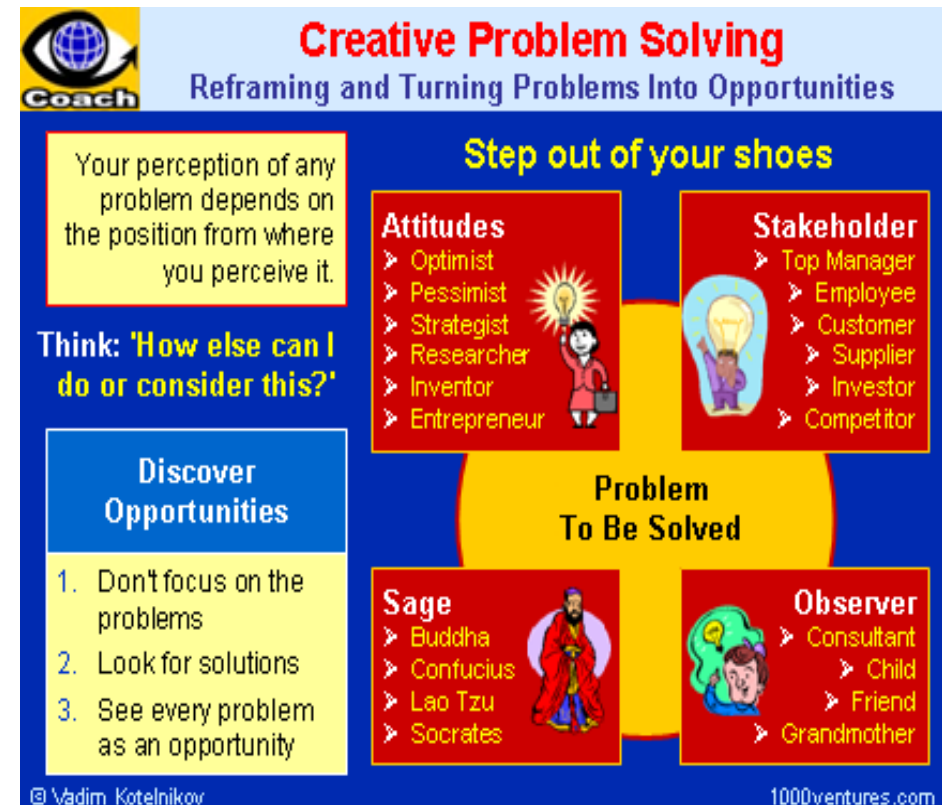 Coach
Creative Problem Solving
Reframing and Turning Problems Into Opportunities
Your perception of any
problem depends on
the position from where
you perceive it.
Think: 'How else can I
do or consider this?'
Discover
Opportunities
1. Don't focus on the
problems
2. Look for solutions
3. See every problem
as an opportunity
Step out of your shoes
Attitudes
Optimist
Pessimist
Strategist
Researcher
Inventor
Entrepreneur
Stakeholder
Top Manager
Employee
Customer
Supplier
Investor
Competitor
Problem
To Be Solved
Sage
Buddha
Confucius
Lao Tzu
Socrates
Observer
Consultant
Child
Friend
Grandmother
© Vadim Kotelnikov
1000ventures.com